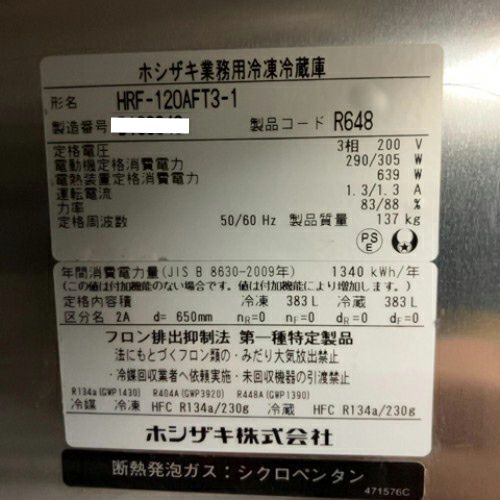 ホシザキ業務用冷凍冷蔵庫
形名 HRF-120AFT3-1
製造番号 製品コード R648
定格電圧 3相 200 V
電動機定格消費電力 290/305 W
電熱装置定格消費電力 639 W
運転電流 1.3/1.3 A
力率 83/88 %
定格周波数 50/60 Hz 製品質量 137 kg
PSE
年間消費電力量(JIS B 8630-2009年) 1340 kWh/年
(この値は付加機能のない場合です。値は付加機能により増加します。)
定格内容積 冷凍 383L 冷蔵 383L
区分名 2A d= 650mm nR=0 nF=0 dR=0 dF=0
フロン排出抑制法 第一種特定製品
法にもとづくフロン類の・みだり大気放出禁止
・冷媒回収業者へ依頼実施・未回収機器の引渡禁止
R134a(GWP1430) R404A(GWP3920) R448A(GWP1390)
冷媒 冷凍 HFC R134a/230g 冷蔵 HFC R134a/230g
ホシザキ株式会社
断熱発泡ガス:シクロペンタン
471576C